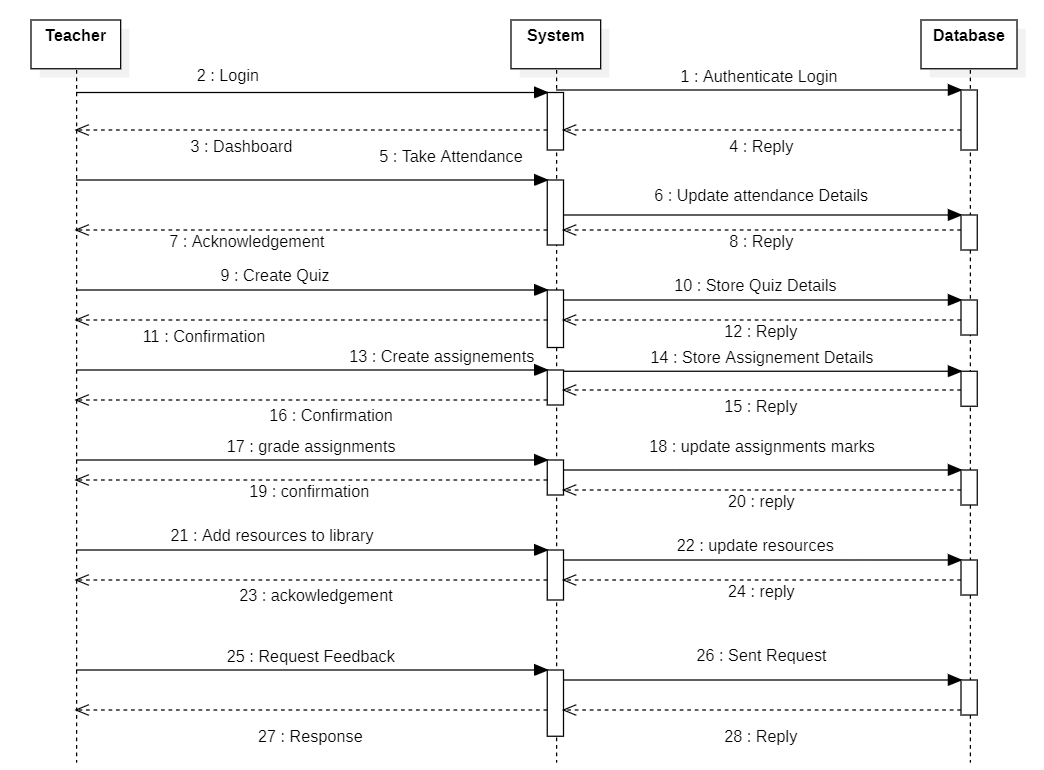 Teacher
System
Database
2 : Login
1 : Authenticate Login
3 : Dashboard
4 : Reply
5 : Take Attendance
6 : Update attendance Details
7 : Acknowledgement
8 : Reply
9 : Create Quiz
10 : Store Quiz Details
11 : Confirmation
12 : Reply
13 : Create assignements
14 : Store Assignement Details
16 : Confirmation
15 : Reply
17 : grade assignments
18 : update assignments marks
19 : confirmation
20 : reply
21 : Add resources to library
22 : update resources
23 : ackowledgement
24 : reply
25 : Request Feedback
26 : Sent Request
27 : Response
28 : Reply